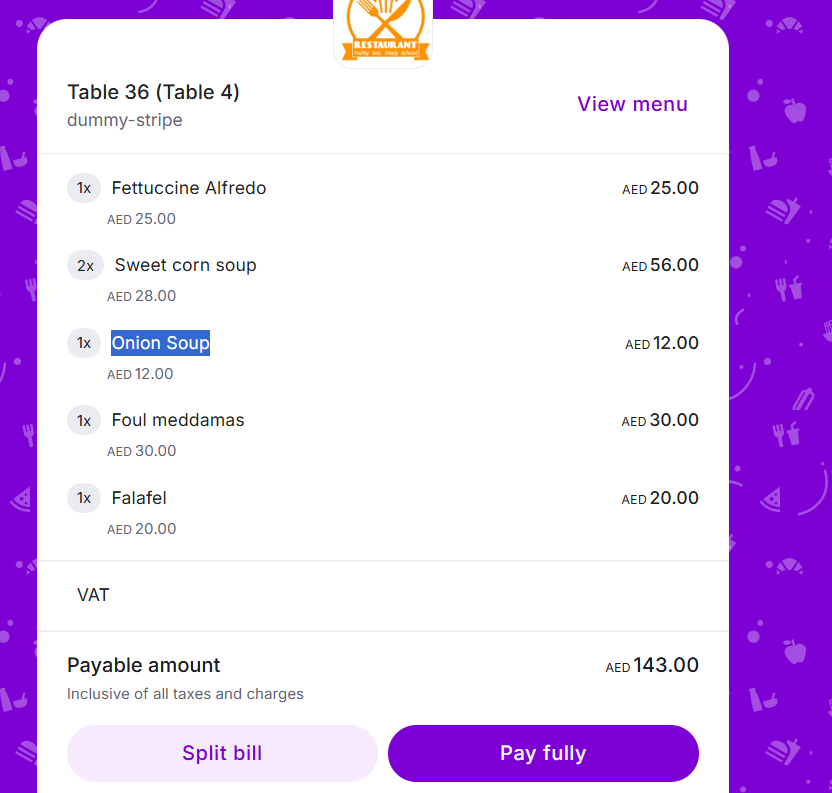 RESTAURANT
Table 36 (Table 4)
dummy-stripe
View menu
1x Fettuccine Alfredo AED 25.00
AED 25.00
2x Sweet corn soup AED 56.00
AED 28.00
1x Onion Soup AED 12.00
AED 12.00
1x Foul meddamas AED 30.00
AED 30.00
1x Falafel AED 20.00
AED 20.00
VAT
Payable amount AED 143.00
Inclusive of all taxes and charges
Split bill Pay fully